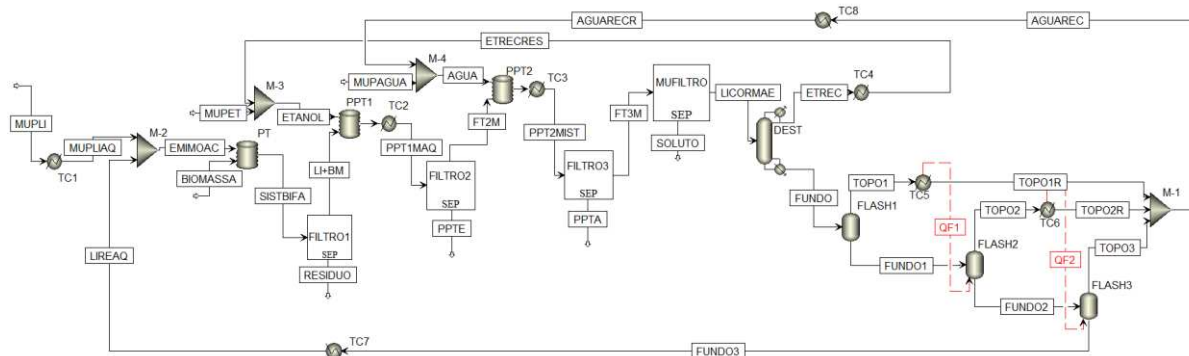 AGUARECR
TC8
AGUAREC
ETRECRES
M-4
MUPAGUA
AGUA
PPT2
TC3
MUFILTRO
SEP
LICORMAE
TC4
ETREC
M-3
MUPET
ETANOL
PPT1
TC2
FT2M
FT3M
DEST
MUPLI
PPT2MIST
SOLUTO
MUPLIAQ
M-2
EMIMOAC
PT
PPT1MAQ
TC1
LI+BM
FILTRO2
SEP
FILTRO3
SEP
BIOMASSA
SISTBIFA
FUNDO
TOPO1
TC5
TOPO1R
FLASH1
TOPO2
TC6
TOPO2R
M-1
PPTE
PPTA
LIREAQ
FILTRO1
SEP
QF1
FLASH2
QF2
TOPO3
FUNDO1
RESIDUO
FLASH3
FUNDO2
TC7
FUNDO3